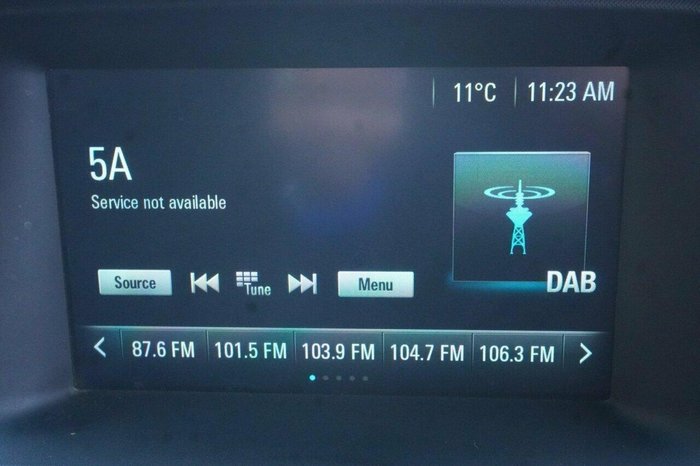 11°C 11:23 AM
5A
Service not available
Source Tune Menu
DAB
87.6 FM 101.5 FM 103.9 FM 104.7 FM 106.3 FM